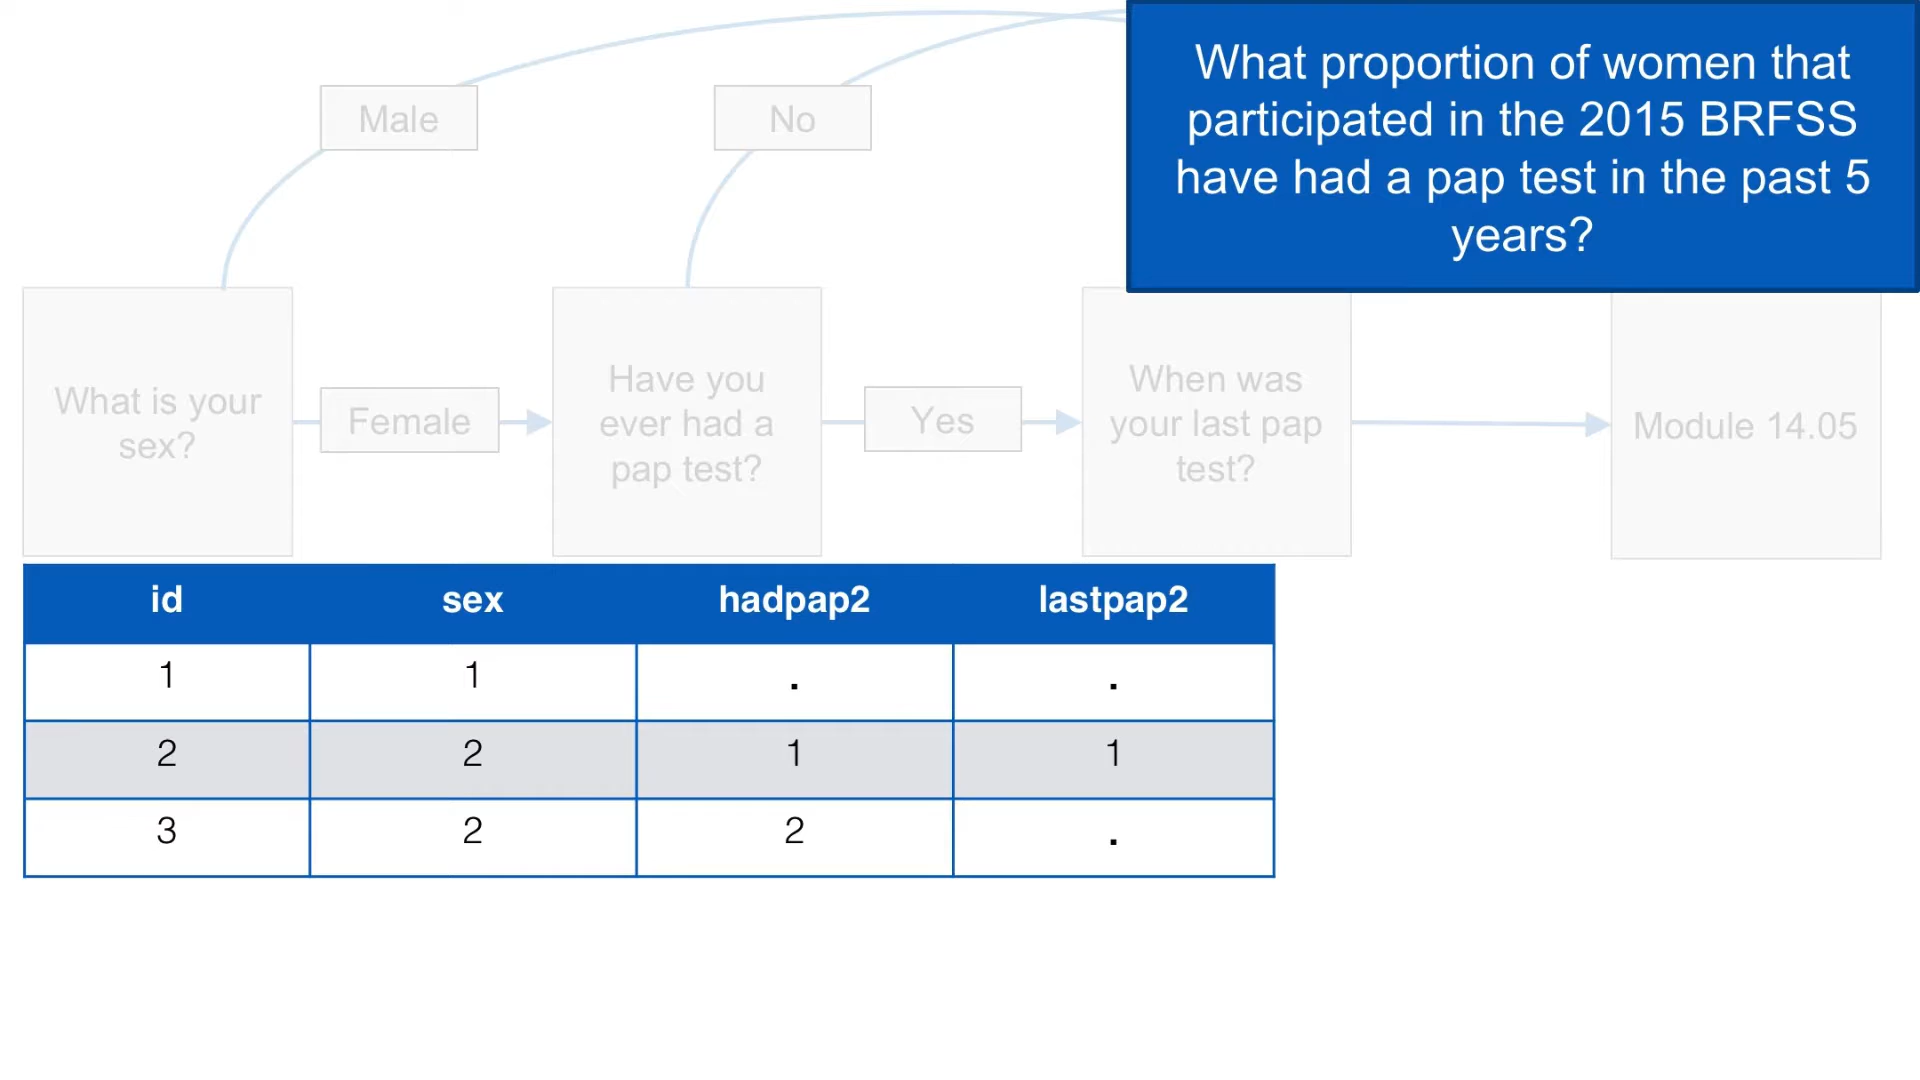 What proportion of women that
participated in the 2015 BRFSS
have had a pap test in the past 5
years?
Male
No
What is your
sex?
Female
Have you
ever had a
pap test?
Yes
When was
your last pap
test?
Module 14.05
id sex hadpap2 lastpap2
1 1 . .
2 2 1 1
3 2 2 .